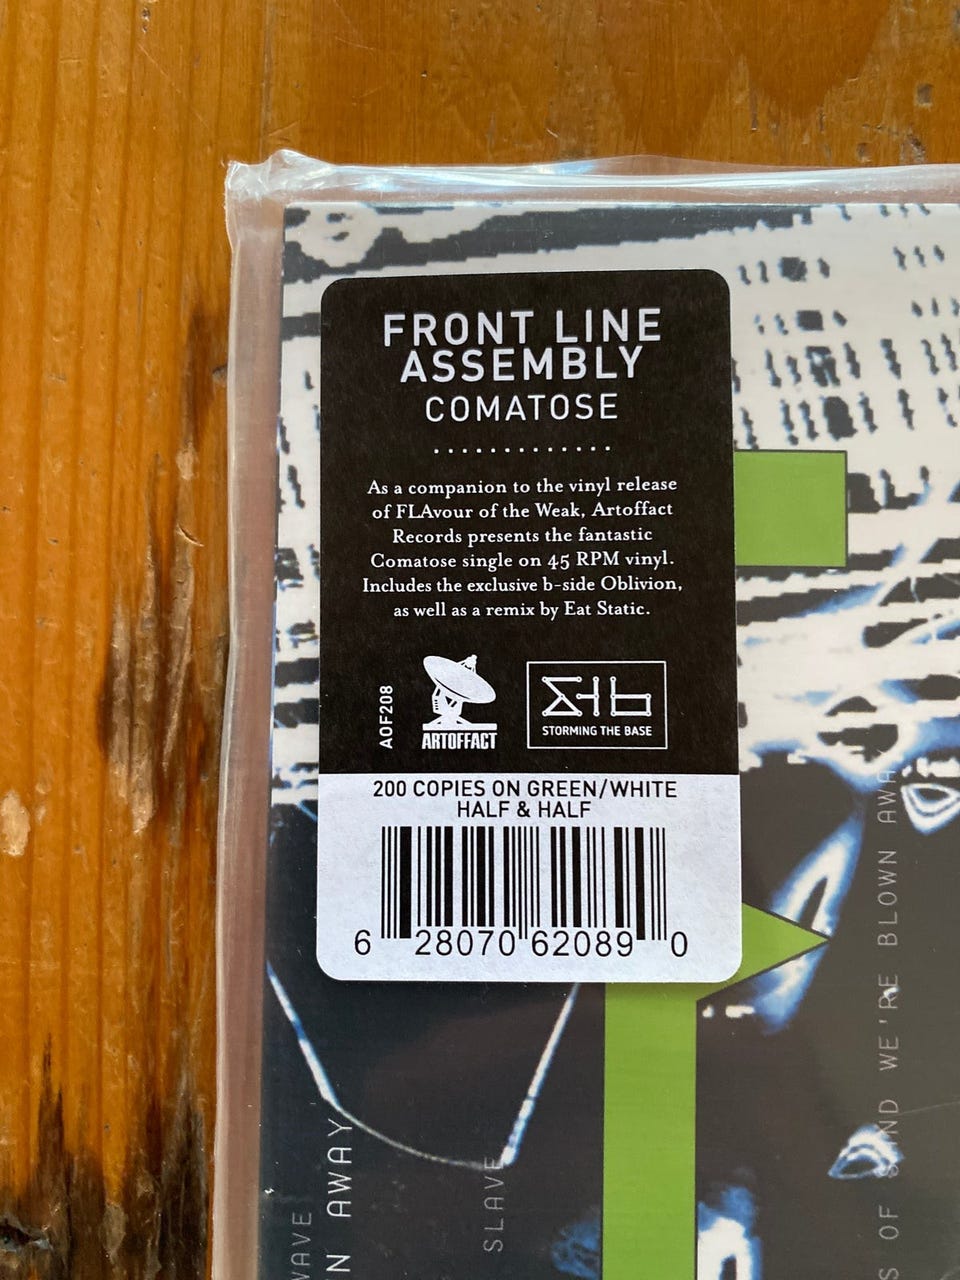 FRONT LINE
ASSEMBLY
COMATOSE
As a companion to the vinyl release
of FLAvour of the Weak, Artoffact
Records presents the fantastic
Comatose single on 45 RPM vinyl.
Includes the exclusive b-side Oblivion,
as well as a remix by Eat Static.
AOF208
ARTOFFACT
STORMING THE BASE
200 COPIES ON GREEN/WHITE
HALF & HALF
6 28070 62089 0
AWAY
SLAVE
OF SAND WE'RE BLOWN AWA